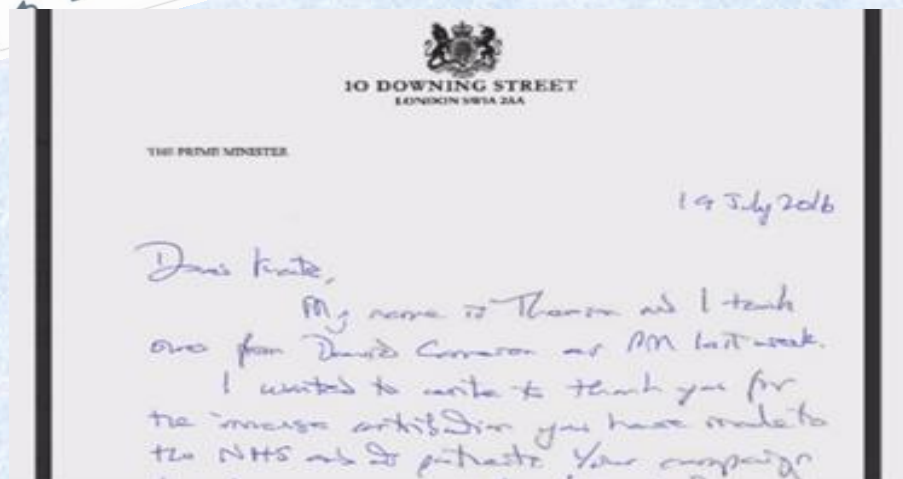 10 DOWNING STREET
LONDON SW1A 2AA
THE PRIME MINISTER
19 July 2016
Dear Kate,
My name is Theresa and I took
over from David Cameron as PM last week.
I wanted to write to thank you for
the immense contribution you have made to
the NHS and its patients. Your campaign